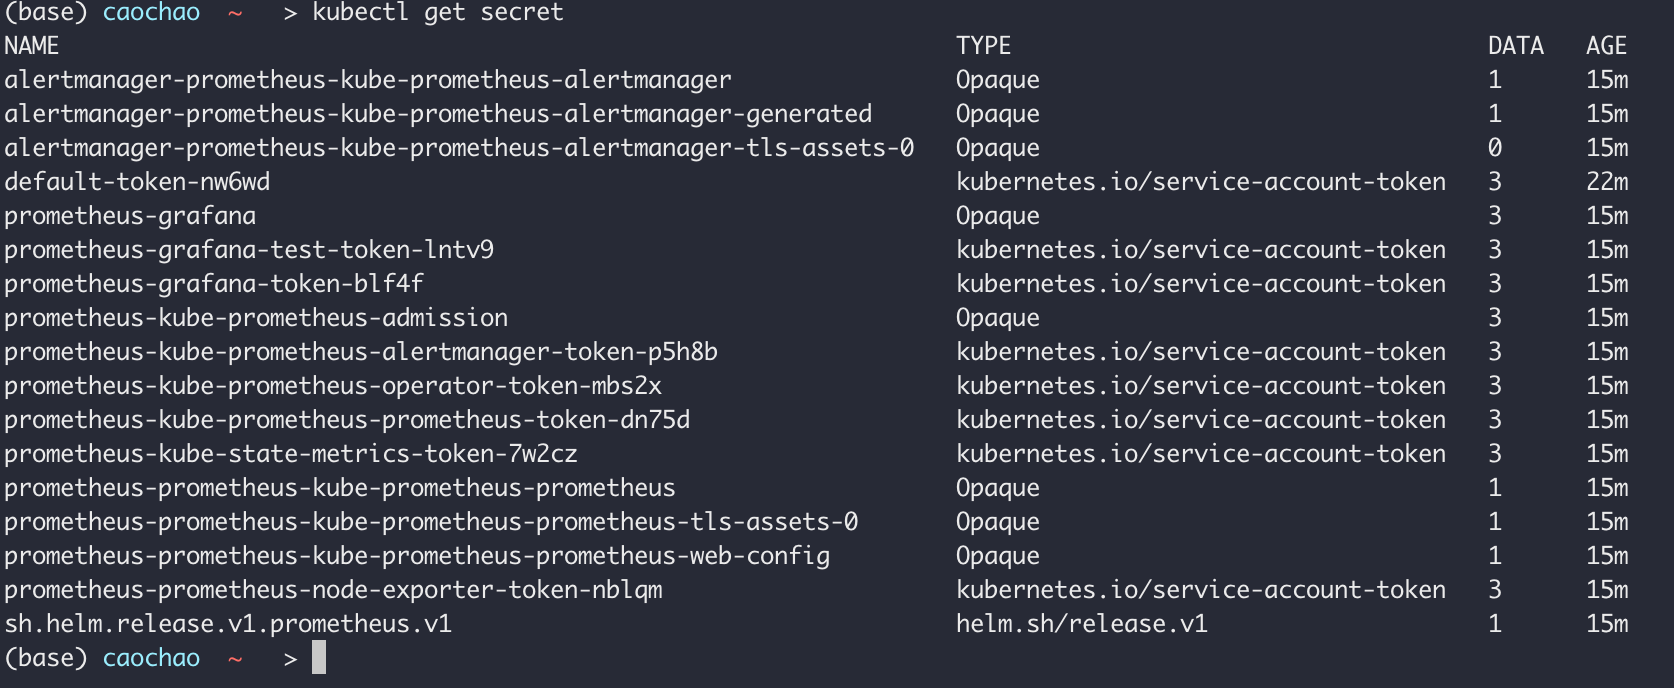 (base) caochao ~ > kubectl get secret
NAME TYPE DATA AGE
alertmanager-prometheus-kube-prometheus-alertmanager Opaque 1 15m
alertmanager-prometheus-kube-prometheus-alertmanager-generated Opaque 1 15m
alertmanager-prometheus-kube-prometheus-alertmanager-tls-assets-0 Opaque 0 15m
default-token-nw6wd kubernetes.io/service-account-token 3 22m
prometheus-grafana Opaque 3 15m
prometheus-grafana-test-token-lntv9 kubernetes.io/service-account-token 3 15m
prometheus-grafana-token-blf4f kubernetes.io/service-account-token 3 15m
prometheus-kube-prometheus-admission Opaque 3 15m
prometheus-kube-prometheus-alertmanager-token-p5h8b kubernetes.io/service-account-token 3 15m
prometheus-kube-prometheus-operator-token-mbs2x kubernetes.io/service-account-token 3 15m
prometheus-kube-prometheus-prometheus-token-dn75d kubernetes.io/service-account-token 3 15m
prometheus-kube-state-metrics-token-7w2cz kubernetes.io/service-account-token 3 15m
prometheus-prometheus-kube-prometheus-prometheus Opaque 1 15m
prometheus-prometheus-kube-prometheus-prometheus-tls-assets-0 Opaque 1 15m
prometheus-prometheus-kube-prometheus-prometheus-web-config Opaque 1 15m
prometheus-prometheus-node-exporter-token-nblqm kubernetes.io/service-account-token 3 15m
sh.helm.release.v1.prometheus.v1 helm.sh/release.v1 1 15m
(base) caochao ~ >